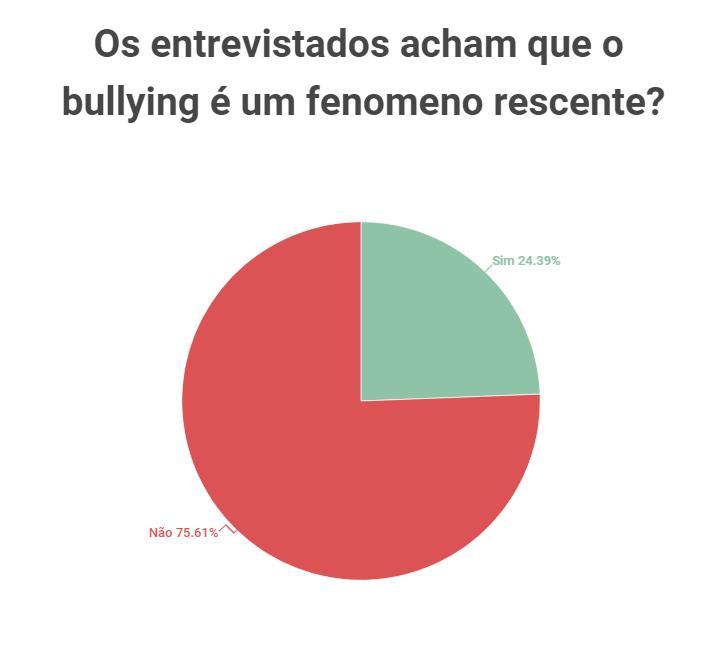 Os entrevistados acham que o
bullying é um fenomeno rescente?
Sim 24.39%
Não 75.61%